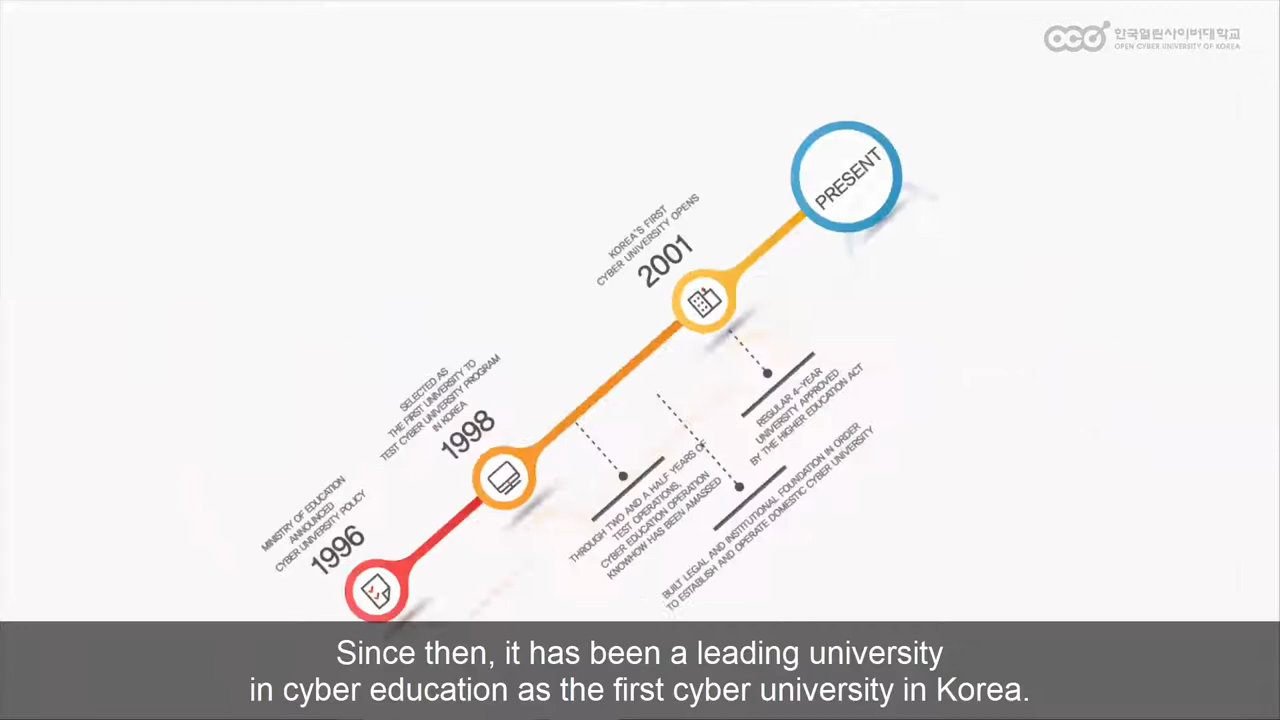 OCU
한국열린사이버대학교
OPEN CYBER UNIVERSITY OF KOREA
PRESENT
KOREA'S FIRST
CYBER UNIVERSITY OPENS
2001
SELECTED AS
THE FIRST UNIVERSITY TO
TEST CYBER UNIVERSITY PROGRAM
IN KOREA
1998
MINISTRY OF EDUCATION
ANNOUNCED
CYBER UNIVERSITY POLICY
1996
REGULAR 4-YEAR
UNIVERSITY APPROVED
BY THE HIGHER EDUCATION ACT
THROUGH TWO AND A HALF YEARS OF
TEST OPERATIONS,
CYBER EDUCATION OPERATION
KNOWHOW HAS BEEN AMASSED
BUILT LEGAL AND INSTITUTIONAL FOUNDATION IN ORDER
TO ESTABLISH AND OPERATE DOMESTIC CYBER UNIVERSITY
Since then, it has been a leading university
in cyber education as the first cyber university in Korea.